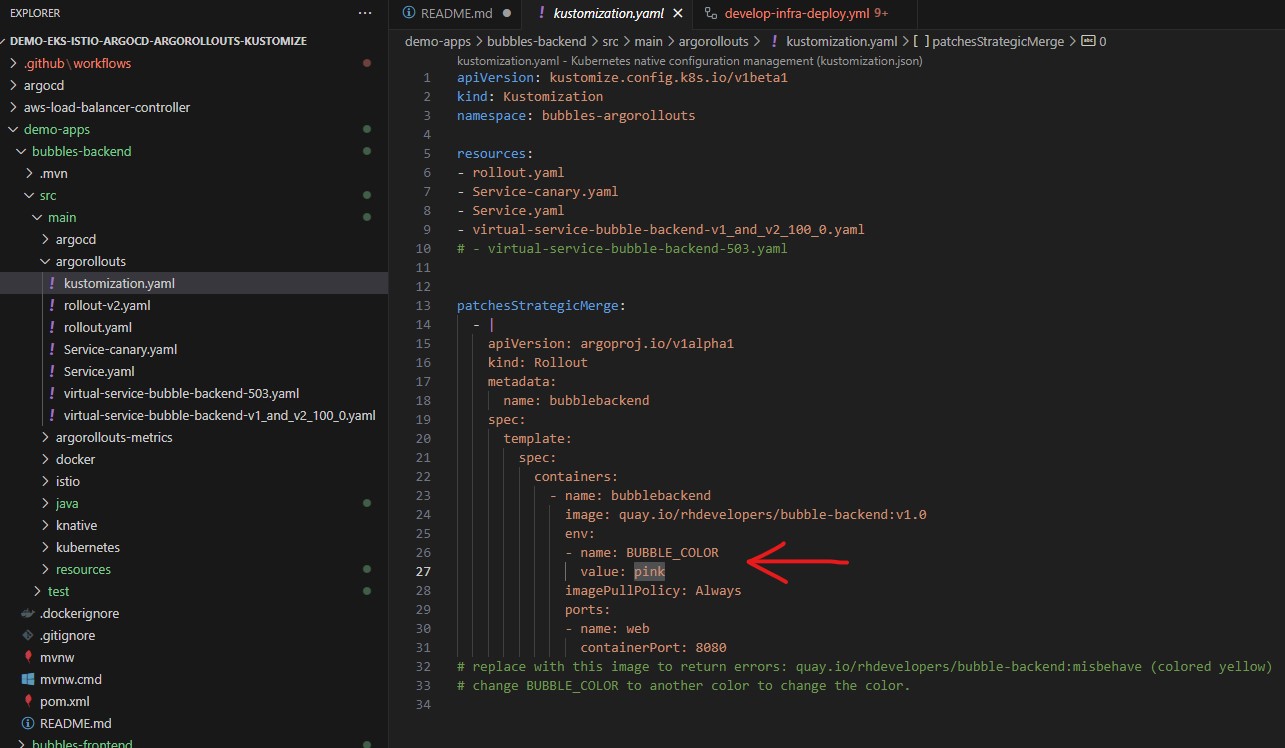 EXPLORER
···
DEMO-EKS-ISTIO-ARGOCD-ARGOROLLOUTS-KUSTOMIZE
.github\workflows
argocd
aws-load-balancer-controller
demo-apps
bubbles-backend
.mvn
src
main
argocd
argorollouts
! kustomization.yaml
! rollout-v2.yaml
! rollout.yaml
! Service-canary.yaml
! Service.yaml
! virtual-service-bubble-backend-503.yaml
! virtual-service-bubble-backend-v1_and_v2_100_0.yaml
argorollouts-metrics
docker
istio
java
knative
kubernetes
resources
test
.dockerignore
.gitignore
mvnw
mvnw.cmd
pom.xml
README.md
bubbles-frontend
README.md
! kustomization.yaml
develop-infra-deploy.yml 9+
demo-apps > bubbles-backend > src > main > argorollouts > ! kustomization.yaml > [ ] patchesStrategicMerge > abc 0
kustomization.yaml - Kubernetes native configuration management (kustomization.json)
1 apiVersion: kustomize.config.k8s.io/v1beta1
2 kind: Kustomization
3 namespace: bubbles-argorollouts
4
5 resources:
6 - rollout.yaml
7 - Service-canary.yaml
8 - Service.yaml
9 - virtual-service-bubble-backend-v1_and_v2_100_0.yaml
10 # - virtual-service-bubble-backend-503.yaml
11
12
13 patchesStrategicMerge:
14 - |
15 apiVersion: argoproj.io/v1alpha1
16 kind: Rollout
17 metadata:
18 name: bubblebackend
19 spec:
20 template:
21 spec:
22 containers:
23 - name: bubblebackend
24 image: quay.io/rhdevelopers/bubble-backend:v1.0
25 env:
26 - name: BUBBLE_COLOR
27 value: pink
28 imagePullPolicy: Always
29 ports:
30 - name: web
31 containerPort: 8080
32 # replace with this image to return errors: quay.io/rhdevelopers/bubble-backend:misbehave (colored yellow)
33 # change BUBBLE_COLOR to another color to change the color.
34